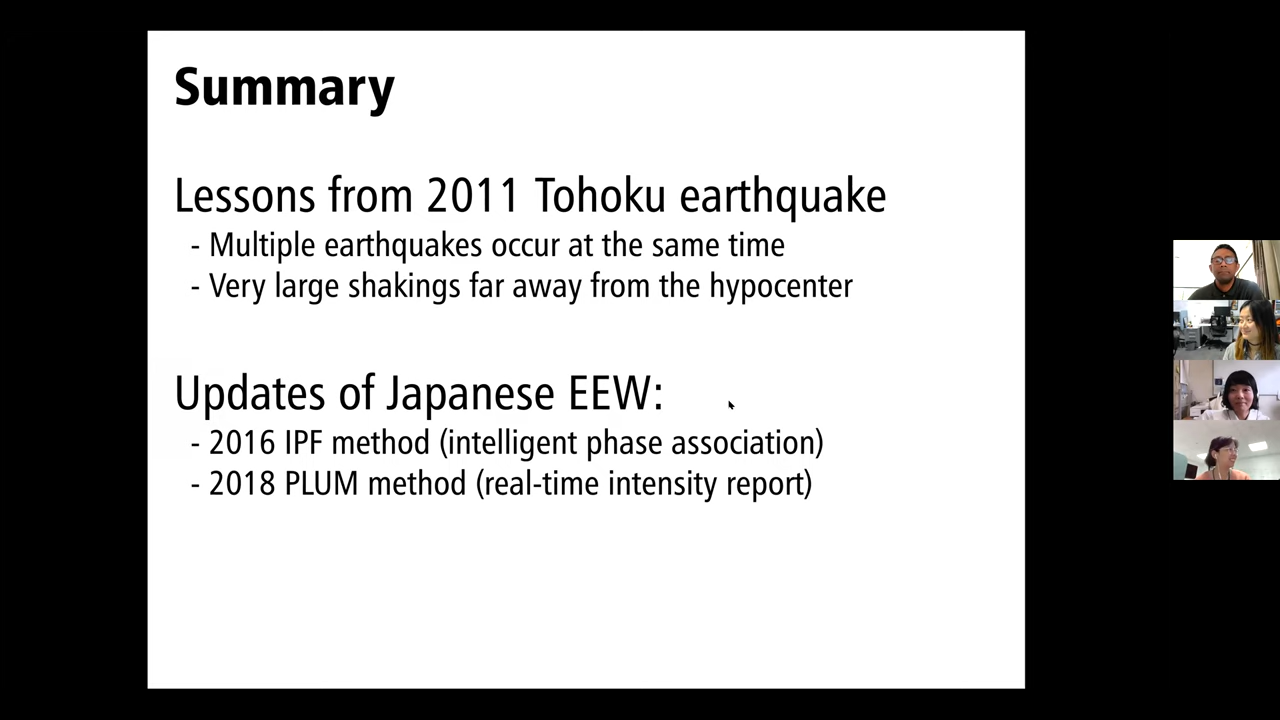 Summary
Lessons from 2011 Tohoku earthquake
- Multiple earthquakes occur at the same time
- Very large shakings far away from the hypocenter
Updates of Japanese EEW:
- 2016 IPF method (intelligent phase association)
- 2018 PLUM method (real-time intensity report)